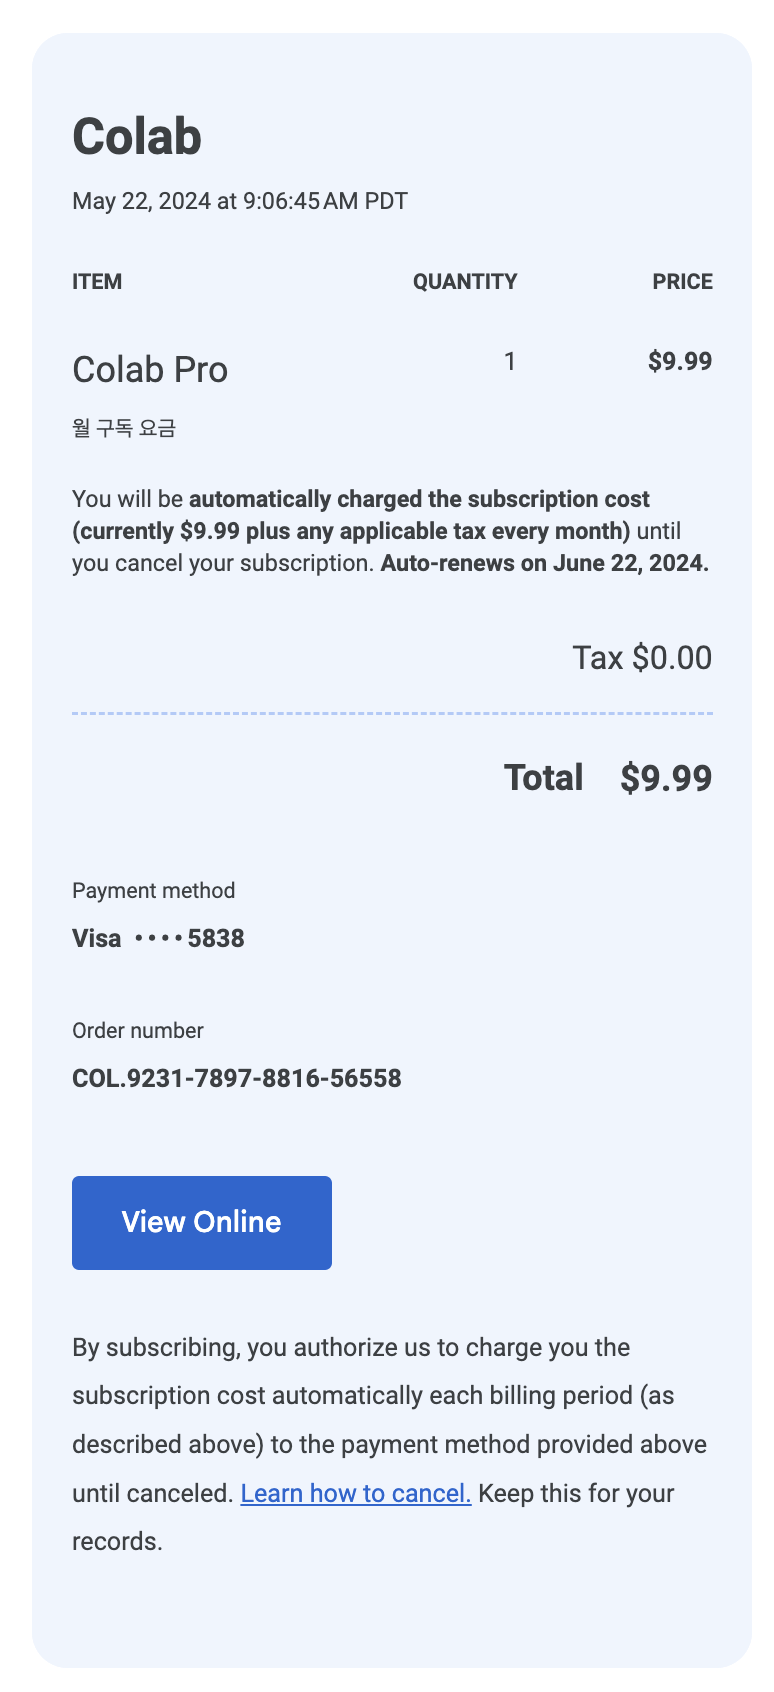 Colab
May 22, 2024 at 9:06:45 AM PDT
ITEM QUANTITY PRICE
Colab Pro 1 $9.99
월 구독 요금
You will be automatically charged the subscription cost
(currently $9.99 plus any applicable tax every month) until
you cancel your subscription. Auto-renews on June 22, 2024.
Tax $0.00
Total $9.99
Payment method
Visa ····5838
Order number
COL.9231-7897-8816-56558
View Online
By subscribing, you authorize us to charge you the
subscription cost automatically each billing period (as
described above) to the payment method provided above
until canceled. Learn how to cancel. Keep this for your
records.